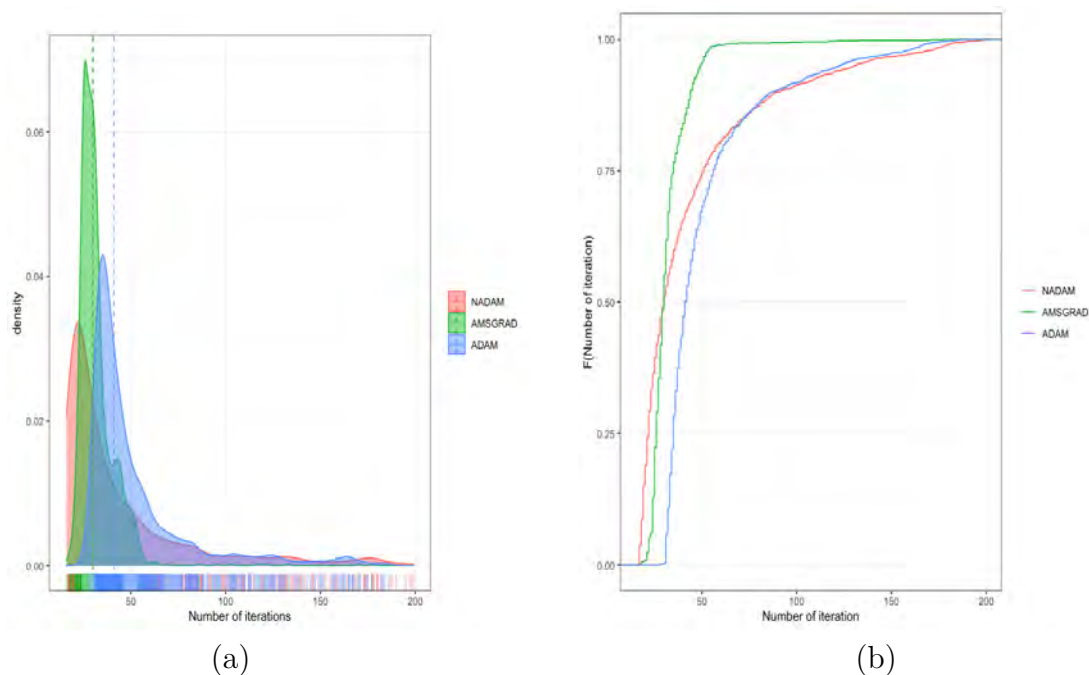 density
0.06
0.04
0.02
0.00
50
100
150
200
Number of iterations
NADAM
AMSGRAD
ADAM
(a)
F(Number of iteration)
1.00
0.75
0.50
0.25
0.00
50
100
150
200
Number of iteration
NADAM
AMSGRAD
ADAM
(b)